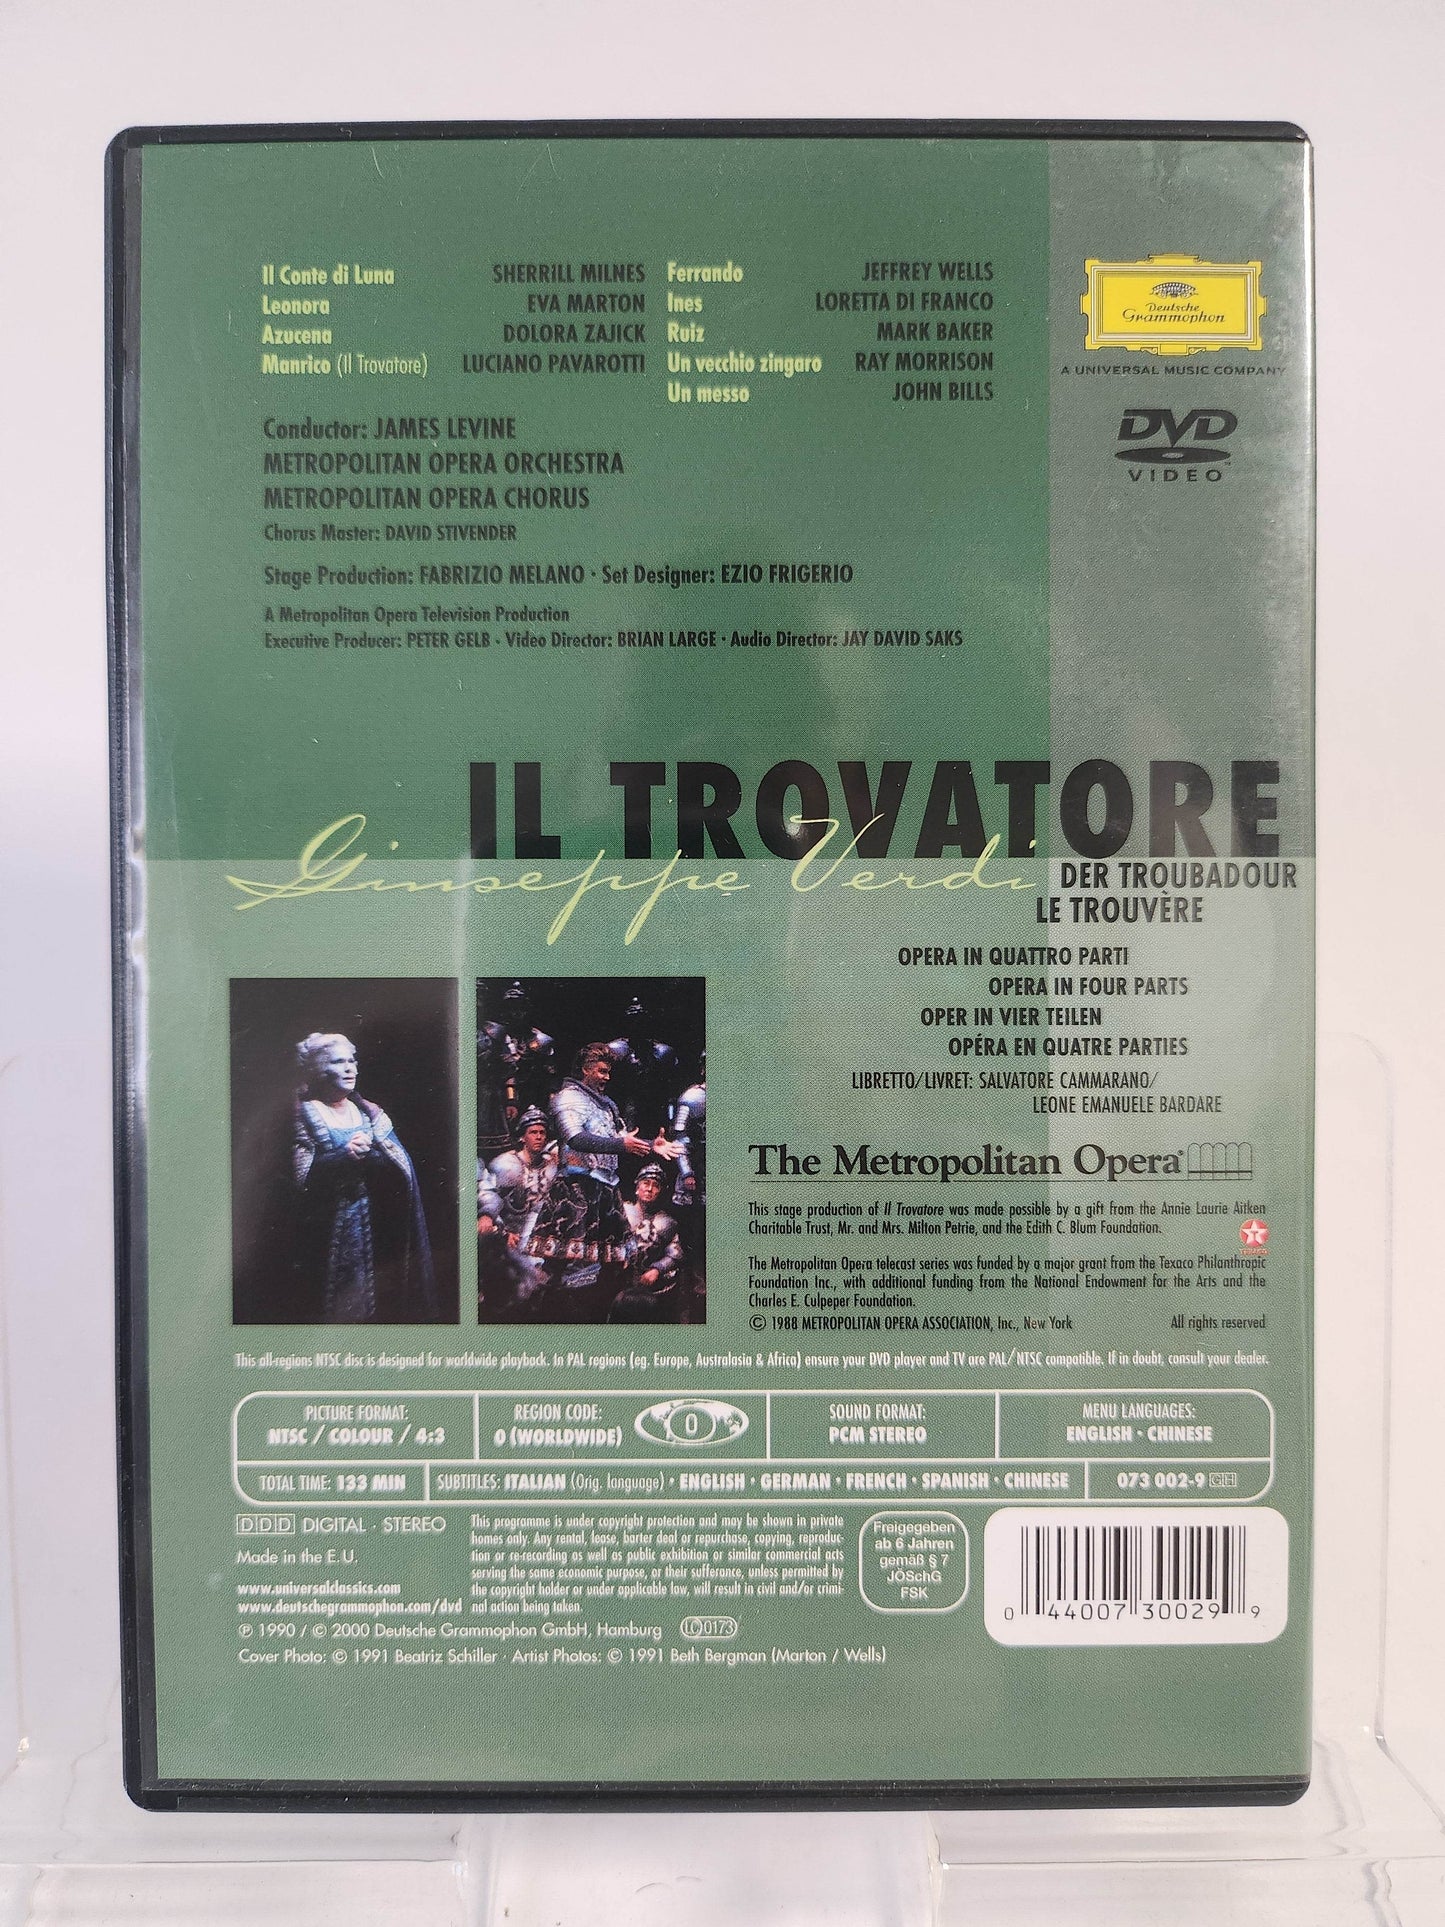 Il Conte di Luna SHERRILL MILNES
Leonora EVA MARTON
Azucena DOLORA ZAJICK
Manrico (Il Trovatore) LUCIANO PAVAROTTI
Ferrando JEFFREY WELLS
Ines LORETTA DI FRANCO
Ruiz MARK BAKER
Un vecchio zingaro RAY MORRISON
Un messo JOHN BILLS
Deutsche
Grammophon
A UNIVERSAL MUSIC COMPANY
DVD
VIDEO™
Conductor: JAMES LEVINE
METROPOLITAN OPERA ORCHESTRA
METROPOLITAN OPERA CHORUS
Chorus Master: DAVID STIVENDER
Stage Production: FABRIZIO MELANO · Set Designer: EZIO FRIGERIO
A Metropolitan Opera Television Production
Executive Producer: PETER GELB · Video Director: BRIAN LARGE · Audio Director: JAY DAVID SAKS
IL TROVATORE
Giuseppe Verdi
DER TROUBADOUR
LE TROUVÈRE
OPERA IN QUATTRO PARTI
OPERA IN FOUR PARTS
OPER IN VIER TEILEN
OPÉRA EN QUATRE PARTIES
LIBRETTO/LIVRET: SALVATORE CAMMARANO/
LEONE EMANUELE BARDARE
The Metropolitan Opera®
This stage production of Il Trovatore was made possible by a gift from the Annie Laurie Aitken
Charitable Trust, Mr. and Mrs. Milton Petrie, and the Edith C. Blum Foundation.
TEXACO
The Metropolitan Opera telecast series was funded by a major grant from the Texaco Philanthropic
Foundation Inc., with additional funding from the National Endowment for the Arts and the
Charles E. Culpeper Foundation.
© 1988 METROPOLITAN OPERA ASSOCIATION, Inc., New York All rights reserved
This all-regions NTSC disc is designed for worldwide playback. In PAL regions (eg. Europe, Australasia & Africa) ensure your DVD player and TV are PAL/NTSC compatible. If in doubt, consult your dealer.
PICTURE FORMAT:
NTSC / COLOUR / 4:3
REGION CODE:
0 (WORLDWIDE)
0
SOUND FORMAT:
PCM STEREO
MENU LANGUAGES:
ENGLISH · CHINESE
TOTAL TIME: 133 MIN
SUBTITLES: ITALIAN (Orig. language) · ENGLISH · GERMAN · FRENCH · SPANISH · CHINESE
073 002-9 GH
DDD DIGITAL · STEREO
Made in the E.U.
www.universalclassics.com
www.deutschegrammophon.com/dvd
This programme is under copyright protection and may be shown in private
homes only. Any rental, lease, barter deal or repurchase, copying, reproduc-
tion or re-recording as well as public exhibition or similar commercial acts
serving the same economic purpose, or their sufferance, unless permitted by
the copyright holder or under applicable law, will result in civil and/or crimi-
nal action being taken.
Freigegeben
ab 6 Jahren
gemäß § 7
JÖSchG
FSK
0 44007 30029 9
℗ 1990 / © 2000 Deutsche Grammophon GmbH, Hamburg LC 0173
Cover Photo: © 1991 Beatriz Schiller · Artist Photos: © 1991 Beth Bergman (Marton / Wells)